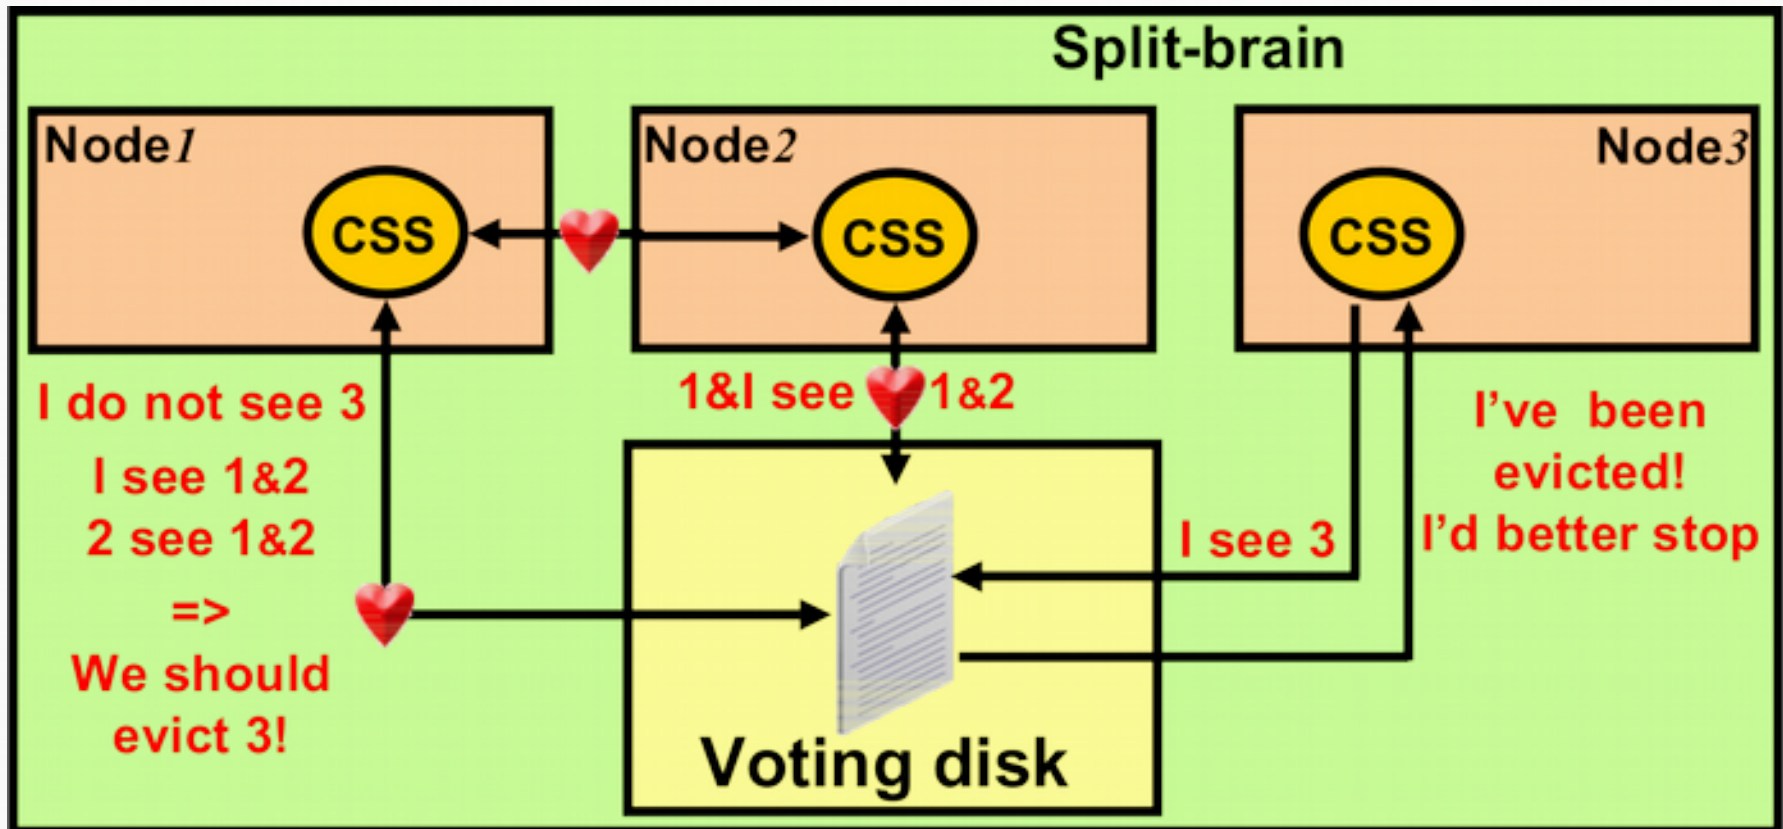 Split-brain
Node1
Node2
Node3
CSS
CSS
CSS
I do not see 3
I see 1&2
2 see 1&2
=>
We should
evict 3!
1&I see 1&2
I see 3
I've been
evicted!
I'd better stop
Voting disk